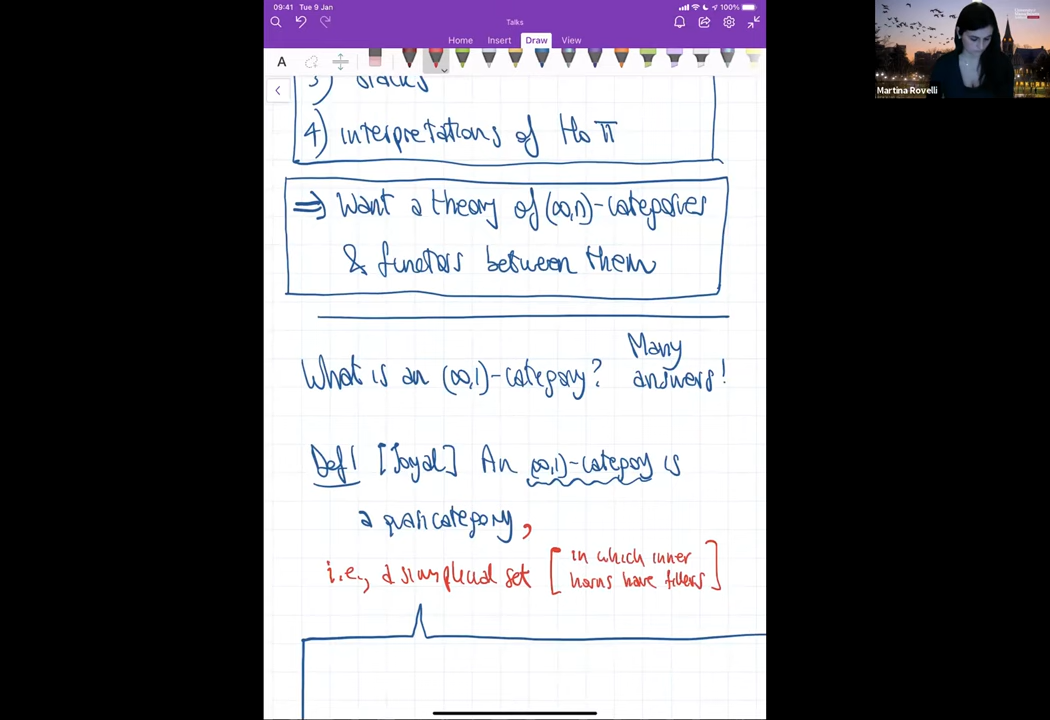 09:41 Tue 9 Jan
100%
Talks
Home Insert Draw View
A
3) stacks
4) interpretations of Ho π
⇒ Want a theory of (∞,n)-categories
& functors between them
What is an (∞,1)-category? Many answers!
Def 1 [Joyal] An (∞,1)-category is
a quasicategory,
i.e., a simplicial set [in which inner
horns have fillers]
Martina Rovelli